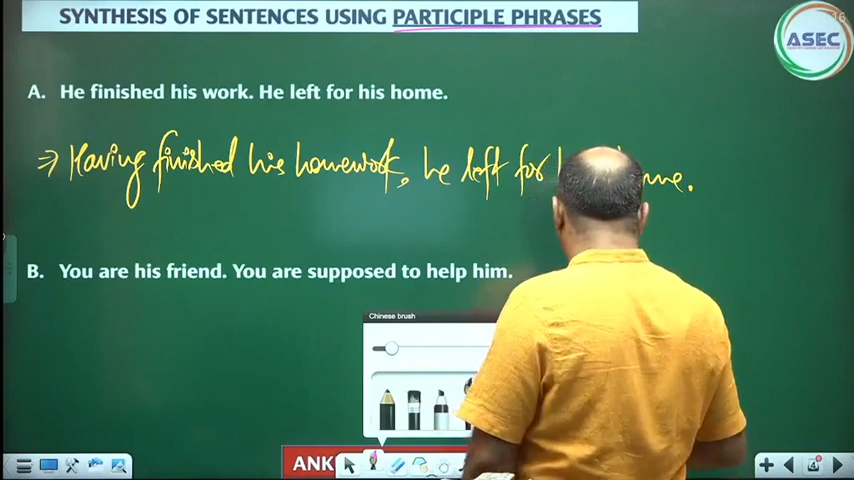 SYNTHESIS OF SENTENCES USING PARTICIPLE PHRASES
16
ASEC
A. He finished his work. He left for his home.
⇒ Having finished his homework, he left for
B. You are his friend. You are supposed to help him.
Chinese brush
ANK